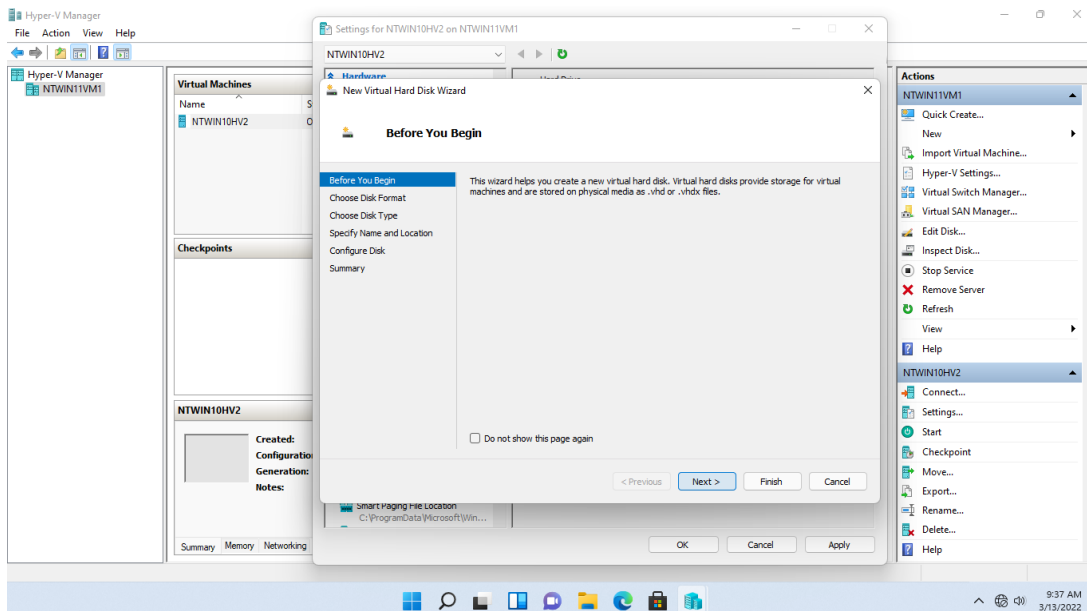 Hyper-V Manager
File Action View Help
Hyper-V Manager
NTWIN11VM1
Virtual Machines
Name
NTWIN10HV2
Checkpoints
NTWIN10HV2
Created:
Generation:
Notes:
Summary Memory Networking
Settings for NTWIN10HV2 on NTWIN11VM1
NTWIN10HV2
Hardware
Hard Drive
New Virtual Hard Disk Wizard
Before You Begin
Before You Begin
Choose Disk Format
Choose Disk Type
Specify Name and Location
Configure Disk
Summary
This wizard helps you create a new virtual hard disk. Virtual hard disks provide storage for virtual
machines and are stored on physical media as .vhd or .vhdx files.
Do not show this page again
< Previous Next > Finish Cancel
Smart Paging File Location
C:\ProgramData\Microsoft\Win...
OK Cancel Apply
Actions
NTWIN11VM1
Quick Create...
New
Import Virtual Machine...
Hyper-V Settings...
Virtual Switch Manager...
Virtual SAN Manager...
Edit Disk...
Inspect Disk...
Stop Service
Remove Server
Refresh
View
Help
NTWIN10HV2
Connect...
Settings...
Start
Checkpoint
Move...
Export...
Rename...
Delete...
Help
9:37 AM
3/13/2022